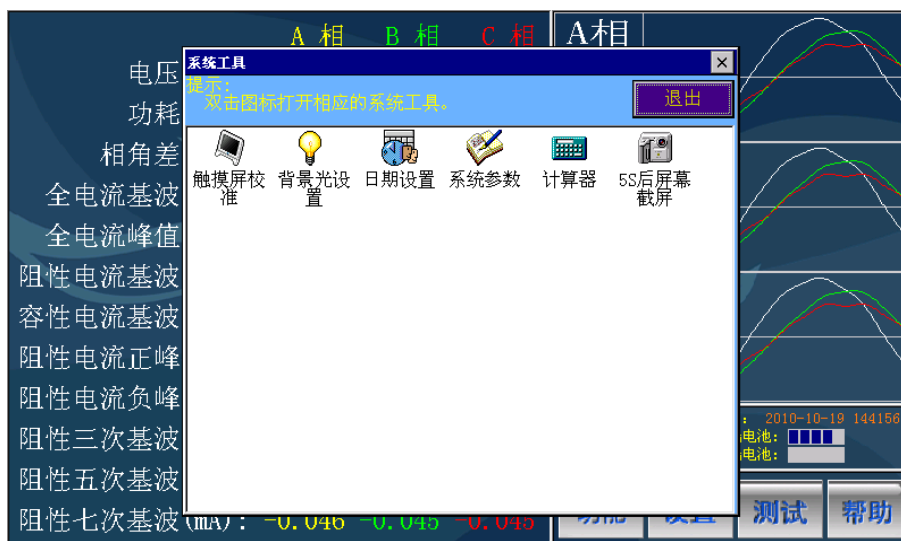 A 相 B 相 C 相 A相
系统工具
提示:
双击图标打开相应的系统工具。
退出
触摸屏校准
背景光设置
日期设置
系统参数
计算器
5S后屏幕截屏
电压
功耗
相角差
全电流基波
全电流峰值
阻性电流基波
容性电流基波
阻性电流正峰
阻性电流负峰
阻性三次基波
阻性五次基波
阻性七次基波(mA): -0.046 -0.045 -0.045
: 2010-10-19 144156
电池:
电池:
功能 设置 测试 帮助